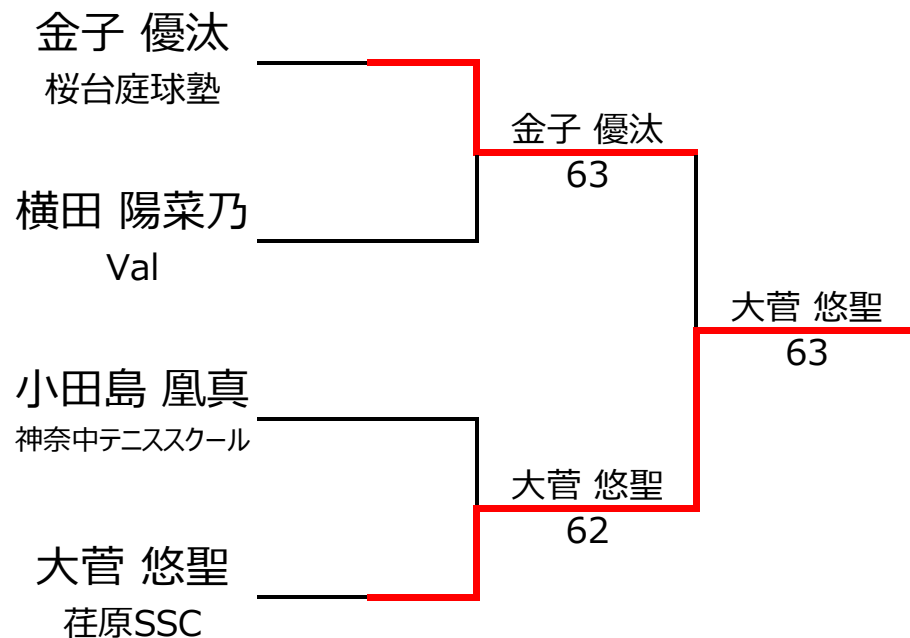 金子 優汰
桜台庭球塾
金子 優汰
63
横田 陽菜乃
Val
大菅 悠聖
63
小田島 凰真
神奈中テニススクール
大菅 悠聖
62
大菅 悠聖
荏原SSC